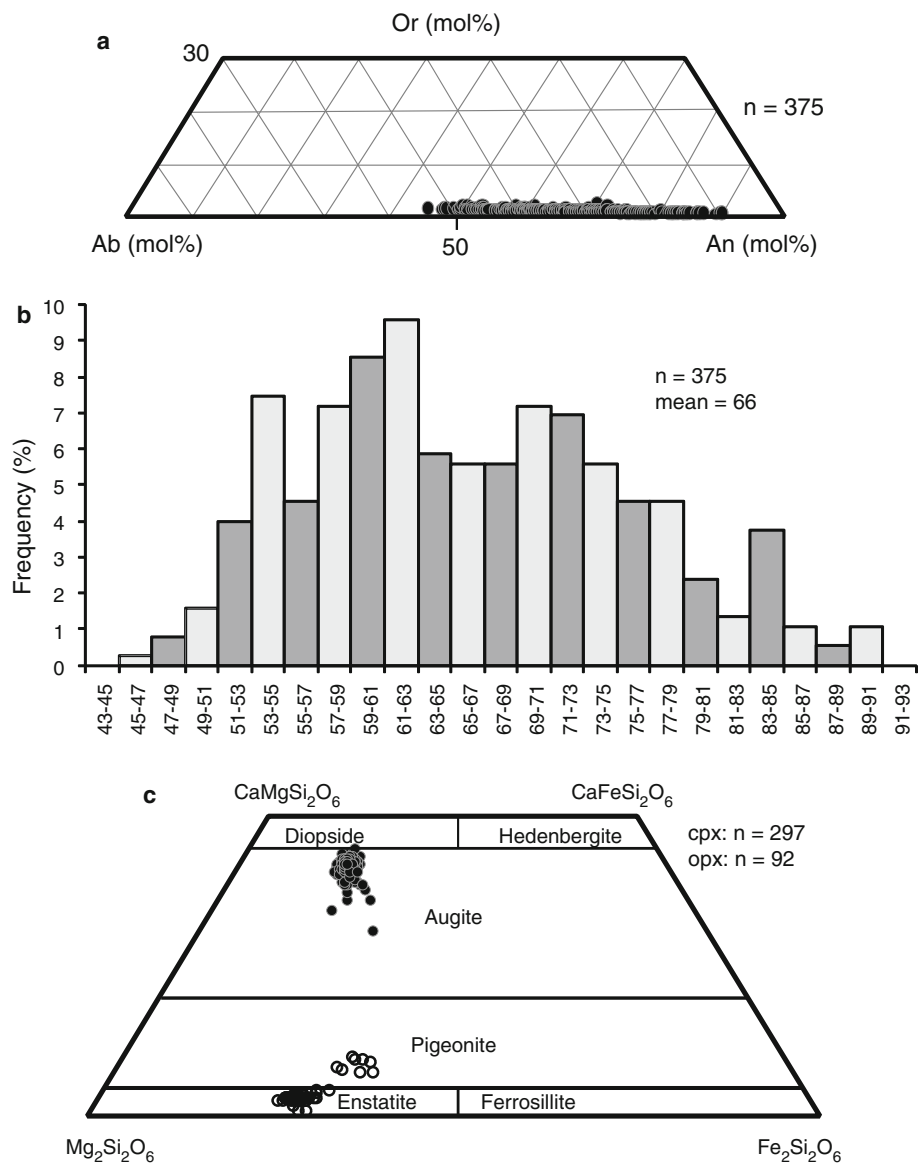 a
Or (mol%)
30
n = 375
Ab (mol%)
50
An (mol%)
b
10
9
8
7
6
5
4
3
2
1
0
Frequency (%)
n = 375
mean = 66
43-45
45-47
47-49
49-51
51-53
53-55
55-57
57-59
59-61
61-63
63-65
65-67
67-69
69-71
71-73
73-75
75-77
77-79
79-81
81-83
83-85
85-87
87-89
89-91
91-93
c
CaMgSi₂O₆
CaFeSi₂O₆
cpx: n = 297
opx: n = 92
Diopside
Hedenbergite
Augite
Pigeonite
Enstatite
Ferrosillite
Mg₂Si₂O₆
Fe₂Si₂O₆